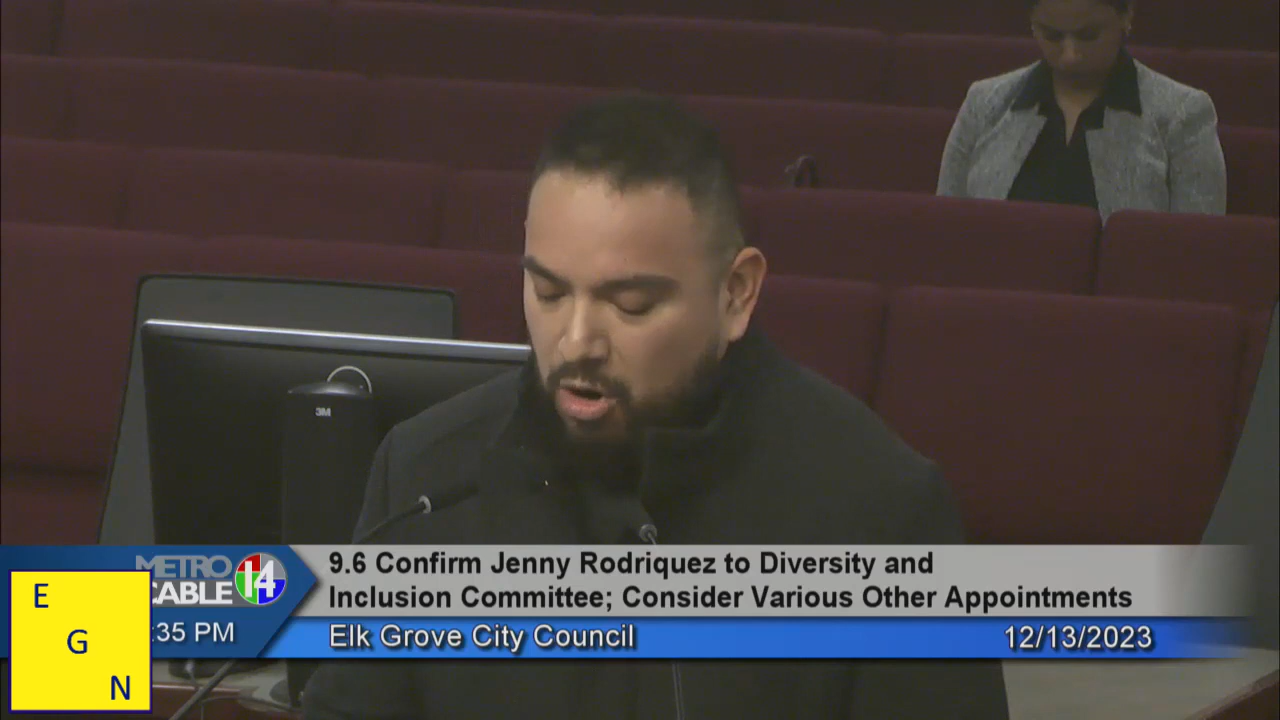 3M
METRO
CABLE 14
:35 PM
9.6 Confirm Jenny Rodriquez to Diversity and
Inclusion Committee; Consider Various Other Appointments
Elk Grove City Council
12/13/2023
E
G
N